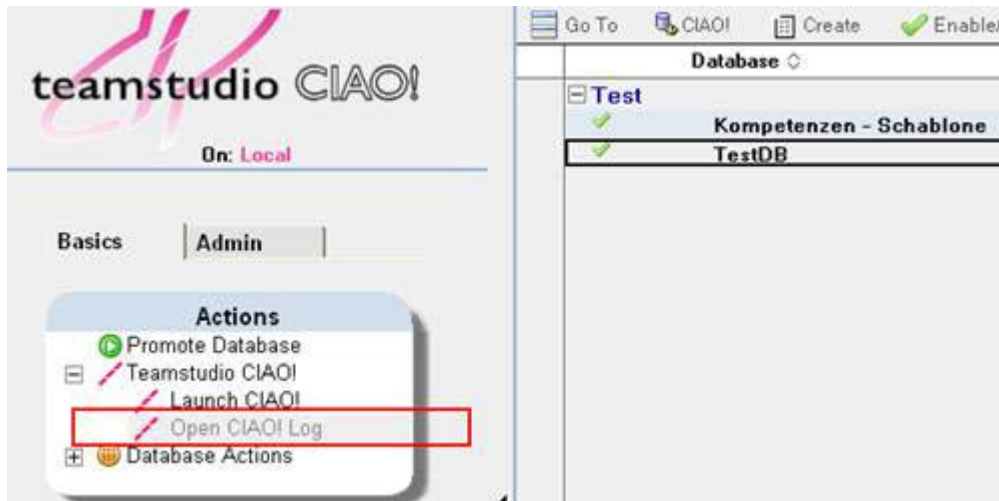 teamstudio CIAO!
On: Local
Basics Admin
Actions
Promote Database
Teamstudio CIAO!
Launch CIAO!
Open CIAO! Log
Database Actions
Go To CIAO! Create
Database
Test
Kompetenzen - Schablone
TestDB